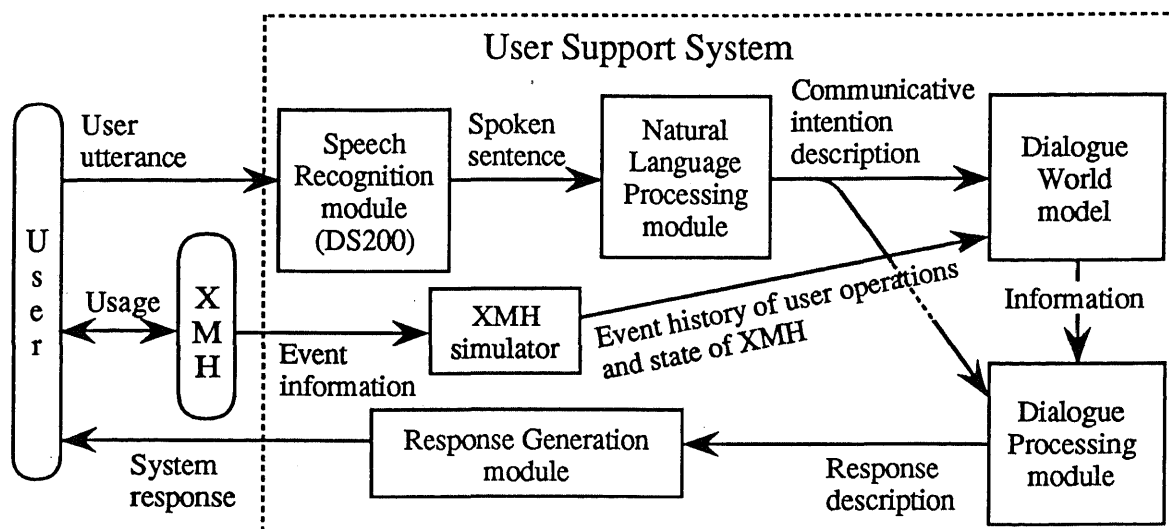 User Support System
User
utterance
Speech
Recognition
module
(DS200)
Spoken
sentence
Natural
Language
Processing
module
Communicative
intention
description
Dialogue
World
model
User
Usage
XMH
Event
information
XMH
simulator
Event history of user operations
and state of XMH
Information
Dialogue
Processing
module
Response
description
Response Generation
module
System
response